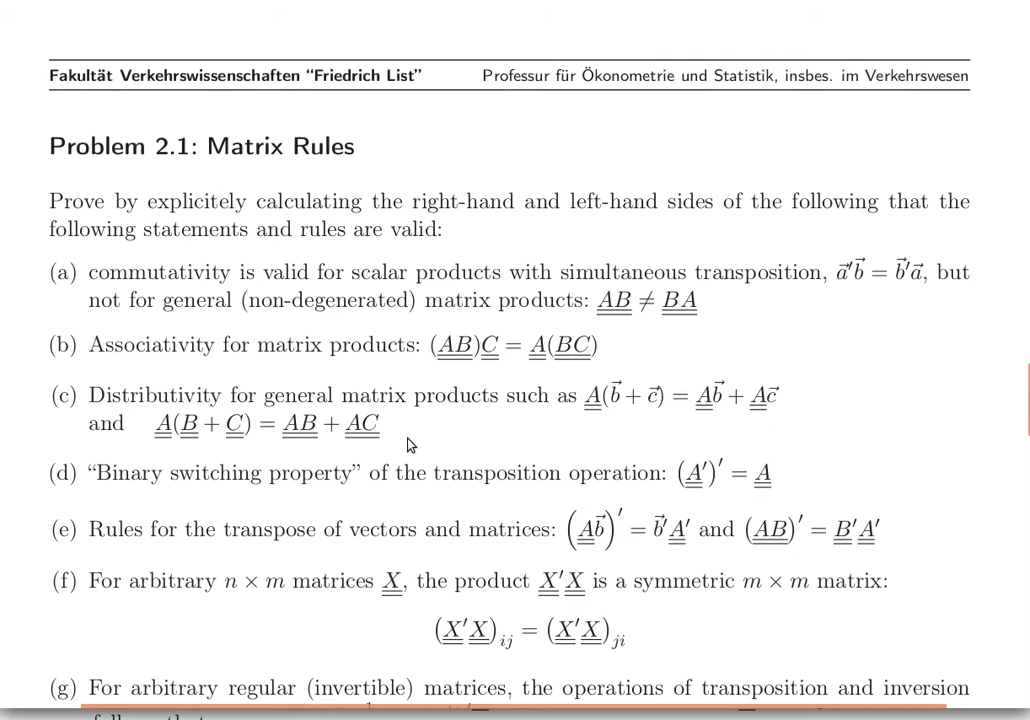 Fakultät Verkehrswissenschaften “Friedrich List” Professur für Ökonometrie und Statistik, insbes. im Verkehrswesen
Problem 2.1: Matrix Rules
Prove by explicitely calculating the right-hand and left-hand sides of the following that the
following statements and rules are valid:
(a) commutativity is valid for scalar products with simultaneous transposition, a⃗′b⃗ = b⃗′a⃗, but
not for general (non-degenerated) matrix products: AB ≠ BA
(b) Associativity for matrix products: (AB)C = A(BC)
(c) Distributivity for general matrix products such as A(b⃗ + c⃗) = Ab⃗ + Ac⃗
and A(B + C) = AB + AC
(d) “Binary switching property” of the transposition operation: (A′)′ = A
(e) Rules for the transpose of vectors and matrices: (Ab⃗)′ = b⃗′A′ and (AB)′ = B′A′
(f) For arbitrary n × m matrices X, the product X′X is a symmetric m × m matrix:
(X′X)ij = (X′X)ji
(g) For arbitrary regular (invertible) matrices, the operations of transposition and inversion